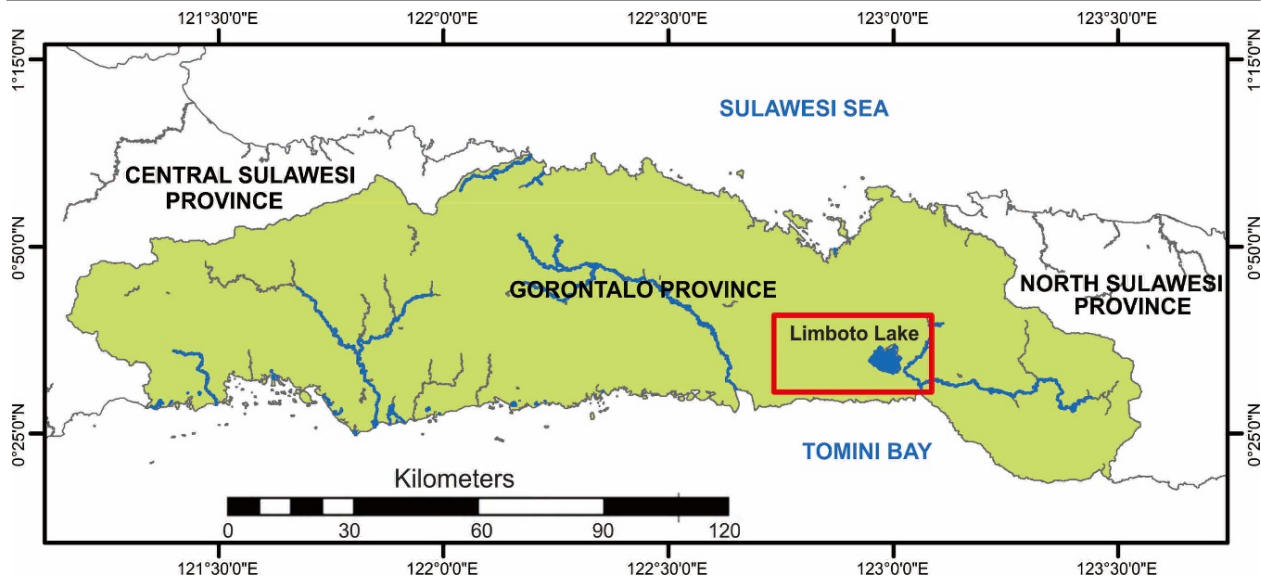 121°30'0"E 122°0'0"E 122°30'0"E 123°0'0"E 123°30'0"E
1°15'0"N
1°15'0"N
SULAWESI SEA
CENTRAL SULAWESI
PROVINCE
0°50'0"N
0°50'0"N
GORONTALO PROVINCE
NORTH SULAWESI
PROVINCE
Limboto Lake
0°25'0"N
0°25'0"N
TOMINI BAY
Kilometers
0 30 60 90 120
121°30'0"E 122°0'0"E 122°30'0"E 123°0'0"E 123°30'0"E